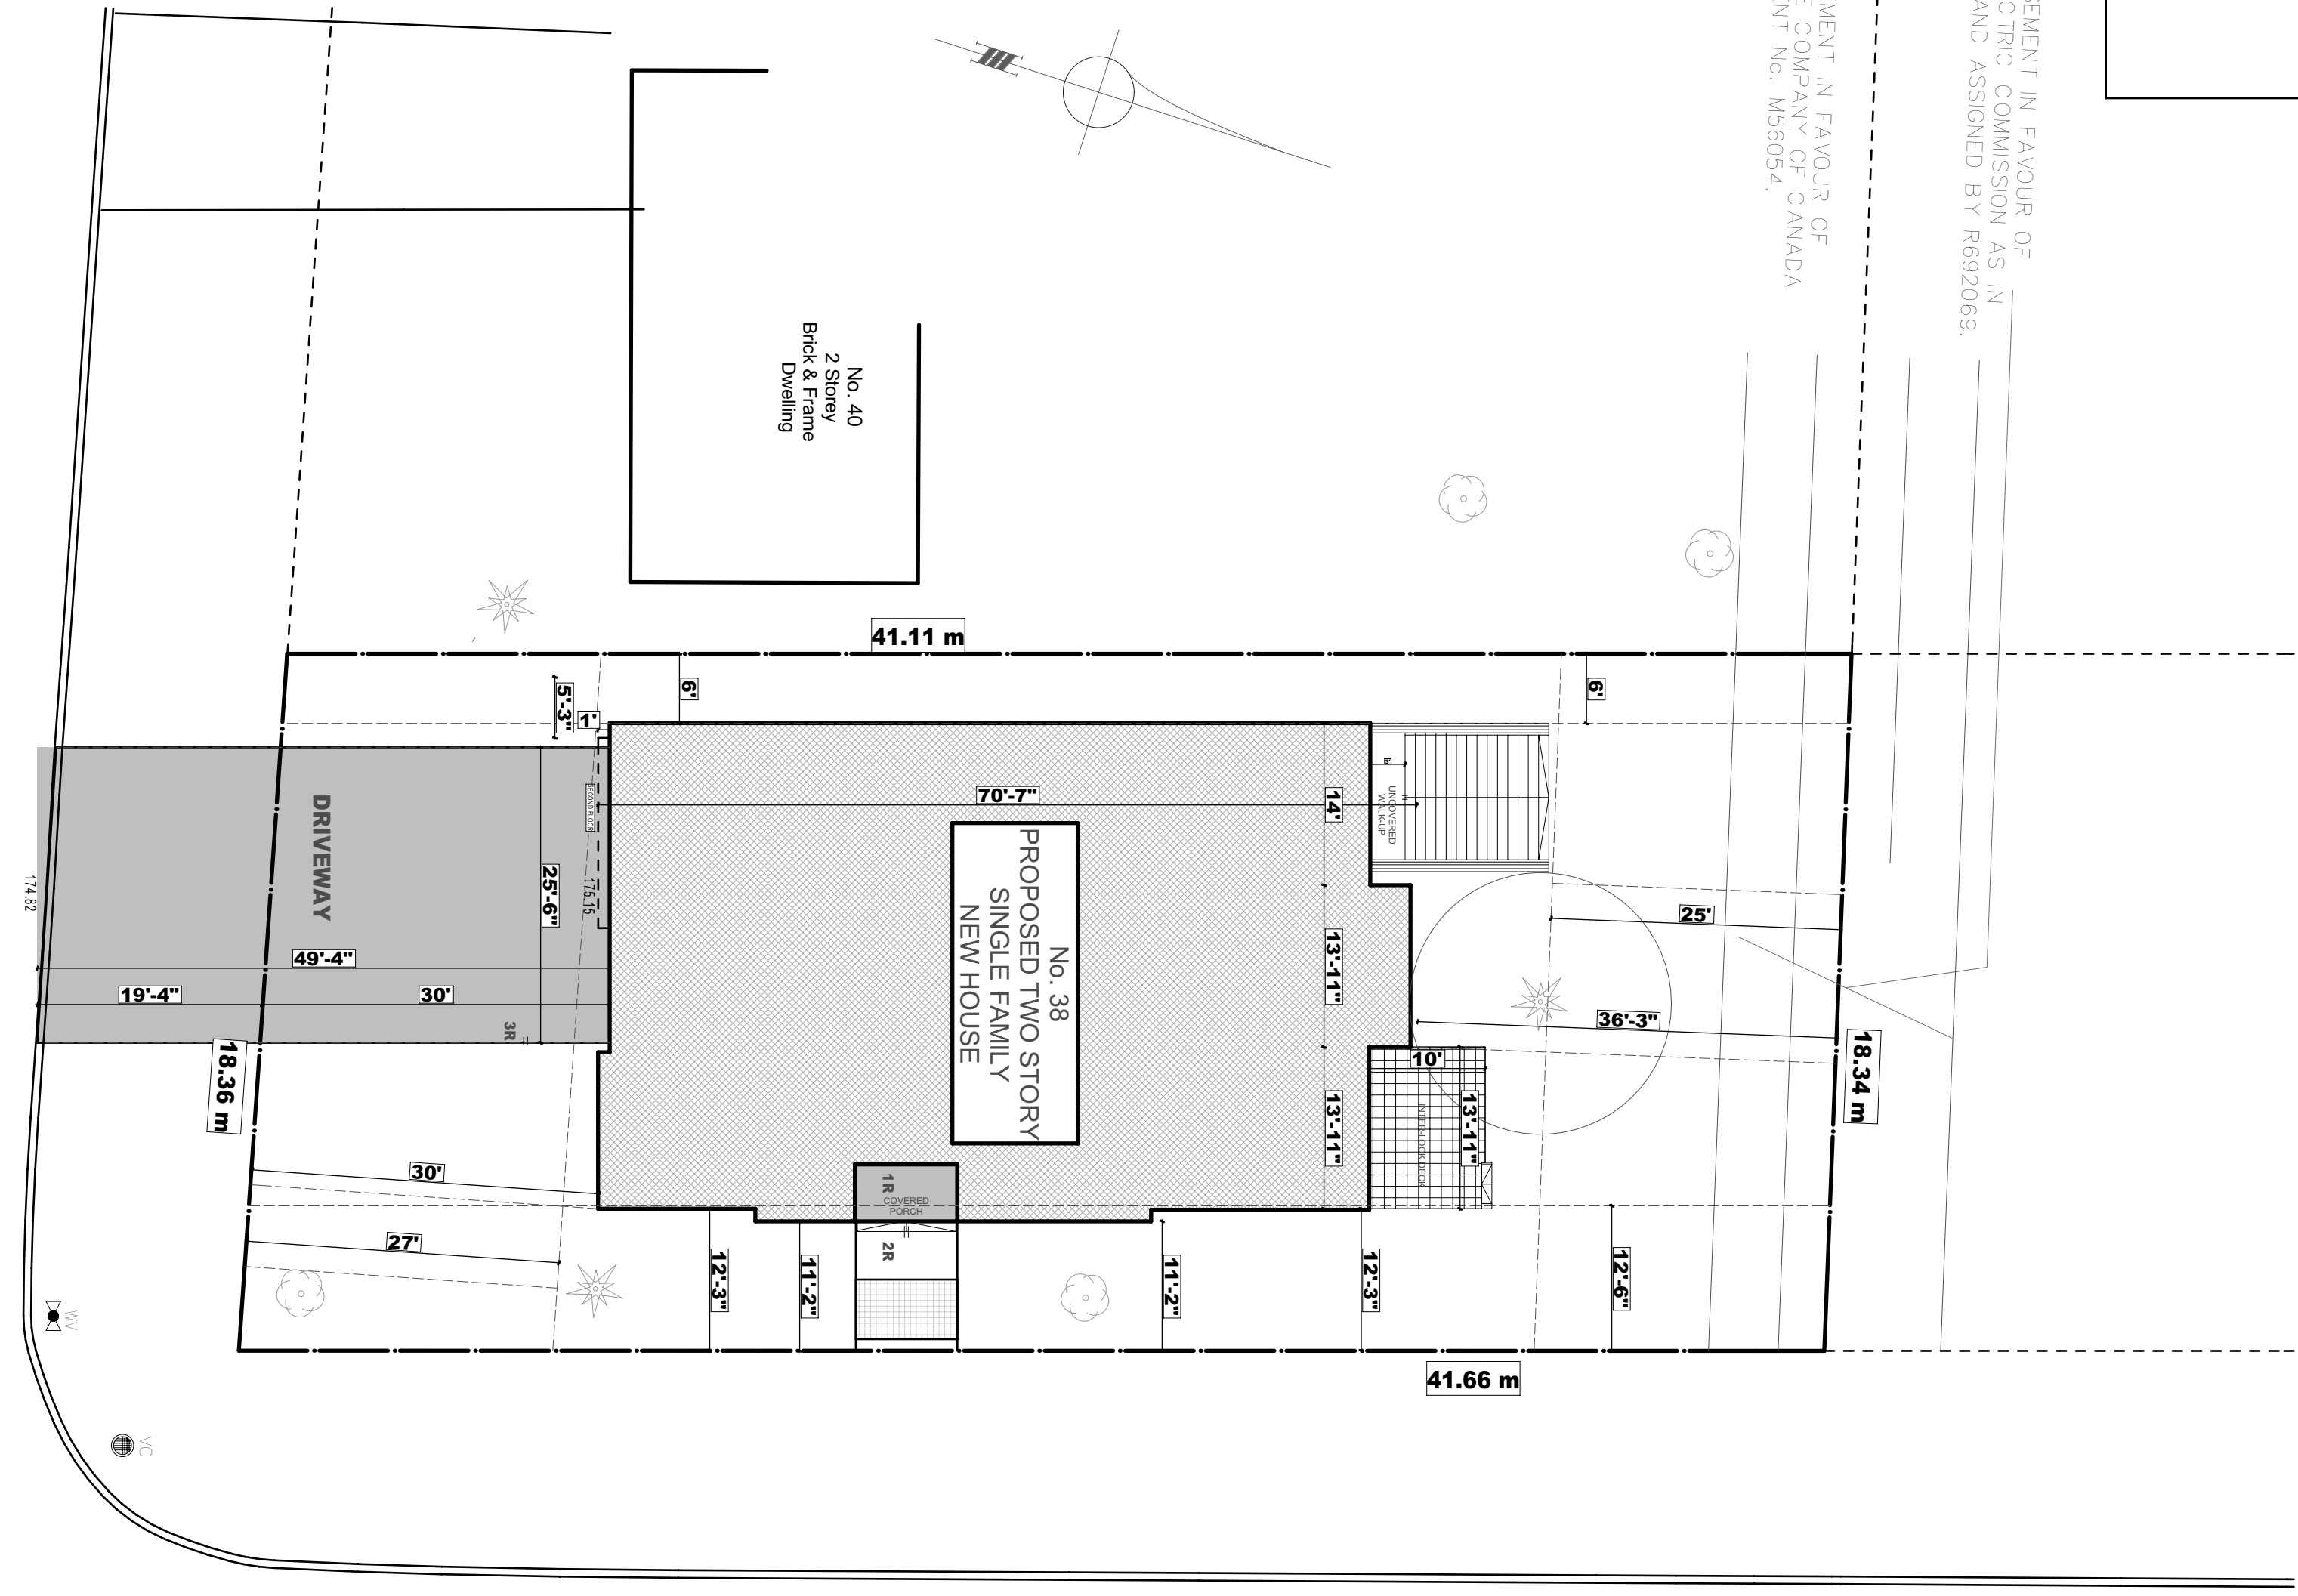 EMENT IN FAVOUR OF
CTRIC COMMISSION AS IN
AND ASSIGNED BY R692069.
MENT IN FAVOUR OF
E COMPANY OF CANADA
ENT No. M56054.
No. 40
2 Storey
Brick & Frame
Dwelling
41.11 m
6'
6'
5'-3"
1'
SECOND FLOOR
175.15
DRIVEWAY
25'-6"
174.82
49'-4"
19'-4"
30'
3R
18.36 m
70'-7"
14'
UNCOVERED
WALK-UP
No. 38
PROPOSED TWO STORY
SINGLE FAMILY
NEW HOUSE
13'-11"
13'-11"
25'
36'-3"
18.34 m
10'
13'-11"
INTER-LOCK DECK
1R
COVERED
PORCH
2R
30'
27'
12'-3"
11'-2"
11'-2"
12'-3"
12'-6"
41.66 m
WV
VC